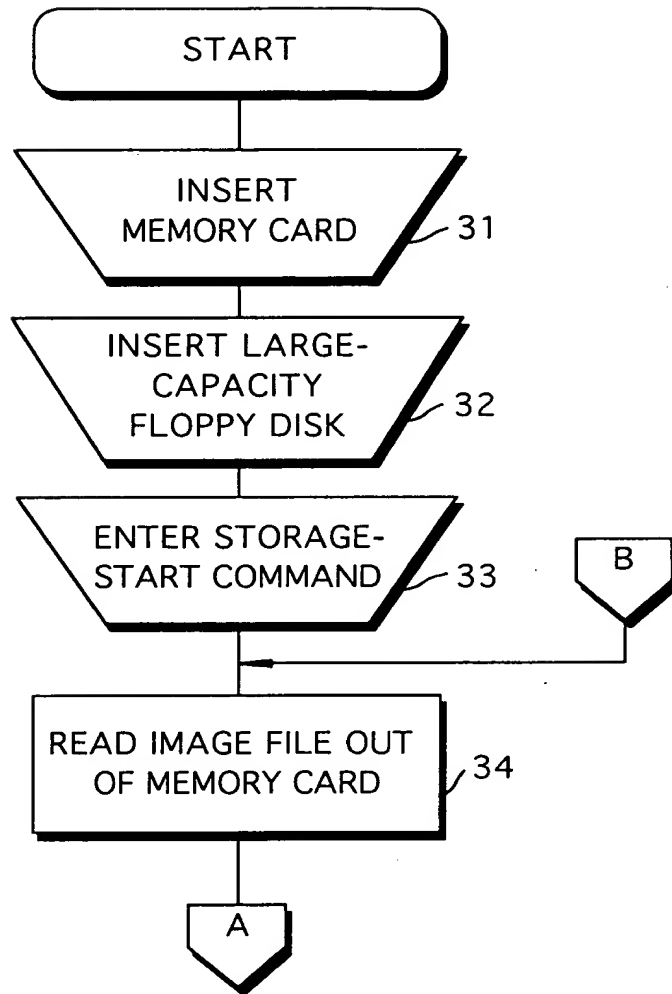 START
INSERT
MEMORY CARD
31
INSERT LARGE-
CAPACITY
FLOPPY DISK
32
ENTER STORAGE-
START COMMAND
33
B
READ IMAGE FILE OUT
OF MEMORY CARD
34
A